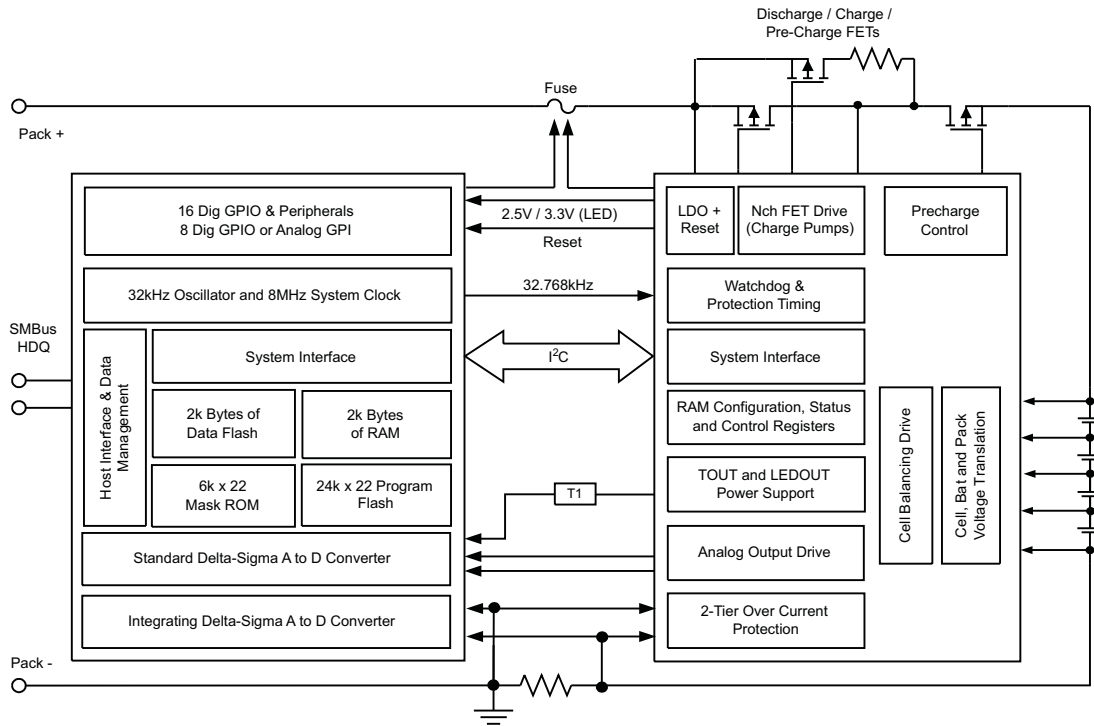 Discharge / Charge /
Pre-Charge FETs
Fuse
Pack +
16 Dig GPIO & Peripherals
8 Dig GPIO or Analog GPI
2.5V / 3.3V (LED)
Reset
LDO +
Reset
Nch FET Drive
(Charge Pumps)
Precharge
Control
32kHz Oscillator and 8MHz System Clock
32.768kHz
Watchdog &
Protection Timing
SMBus
HDQ
Host Interface & Data
Management
System Interface
I²C
System Interface
2k Bytes of
Data Flash
2k Bytes
of RAM
RAM Configuration, Status
and Control Registers
6k x 22
Mask ROM
24k x 22 Program
Flash
T1
TOUT and LEDOUT
Power Support
Cell Balancing Drive
Cell, Bat and Pack
Voltage Translation
Standard Delta-Sigma A to D Converter
Analog Output Drive
Integrating Delta-Sigma A to D Converter
2-Tier Over Current
Protection
Pack -